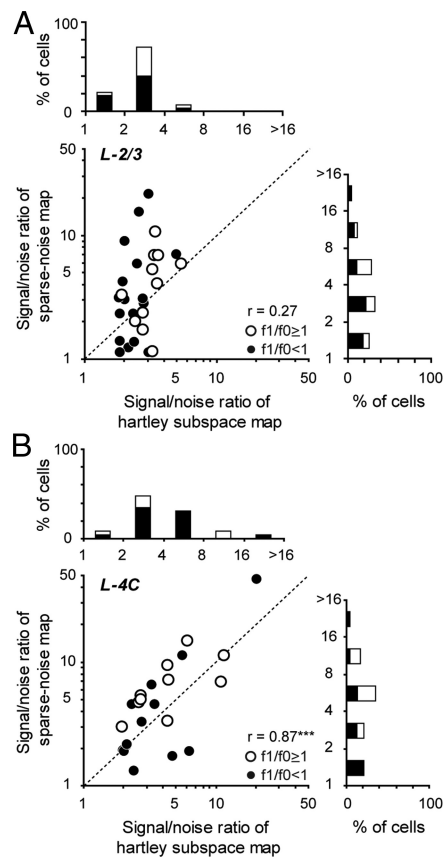 A
100
% of cells
0
1 2 4 8 16 >16
50
L-2/3
Signal/noise ratio of
sparse-noise map
10
5
r = 0.27
f1/f0≥1
f1/f0<1
1
1 5 10 50
Signal/noise ratio of
hartley subspace map
>16
16
8
4
2
1
0 100
% of cells
B
100
% of cells
0
1 2 4 8 16 >16
50
L-4C
Signal/noise ratio of
sparse-noise map
10
5
r = 0.87***
f1/f0≥1
f1/f0<1
1
1 5 10 50
Signal/noise ratio of
hartley subspace map
>16
16
8
4
2
1
0 100
% of cells